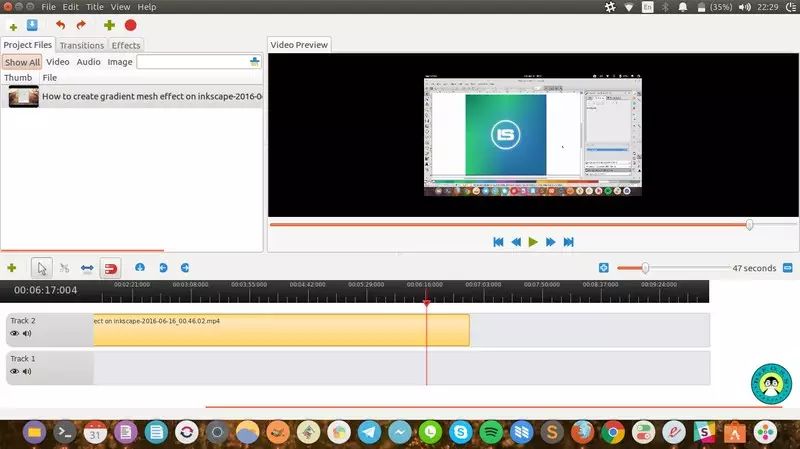 File Edit Title View Help
En
(35%)
22:29
Project Files Transitions Effects
Show All Video Audio Image
Thumb File
How to create gradient mesh effect on inkscape-2016-0
Video Preview
IS
47 seconds
00:06:17:004
00:02:21:000 00:03:08:000 00:03:55:000 00:04:42:000 00:05:29:000 00:06:16:000 00:07:03:000 00:07:50:000 00:08:37:000 00:09:24:000
Track 2
ect on inkscape-2016-06-16_00.46.02.mp4
Track 1
31